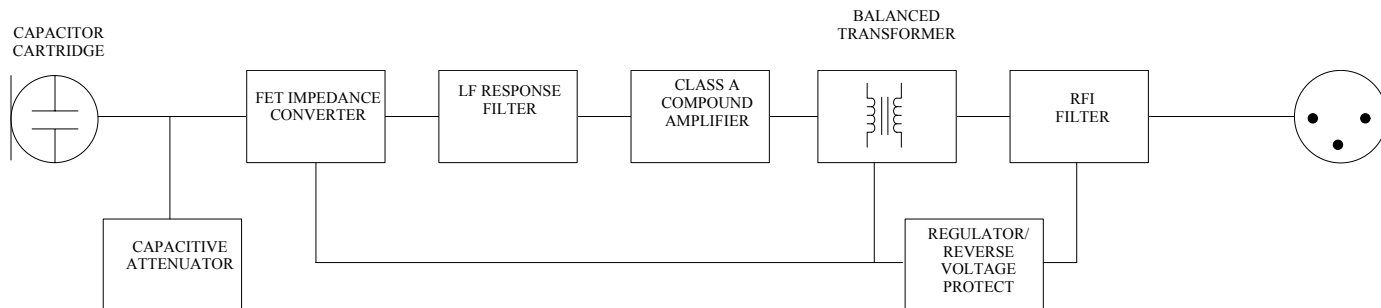 CAPACITOR
CARTRIDGE
BALANCED
TRANSFORMER
FET IMPEDANCE
CONVERTER
LF RESPONSE
FILTER
CLASS A
COMPOUND
AMPLIFIER
RFI
FILTER
CAPACITIVE
ATTENUATOR
REGULATOR/
REVERSE
VOLTAGE
PROTECT